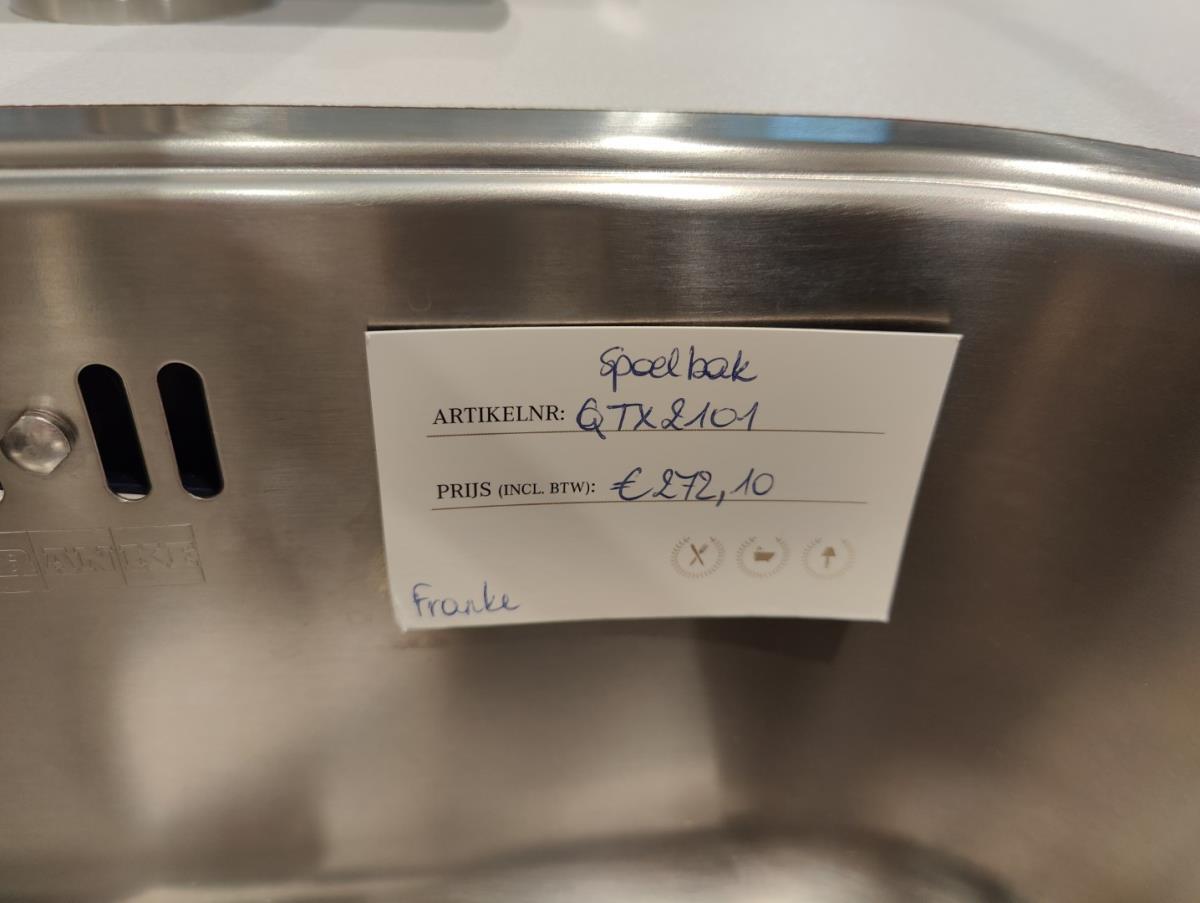 Spoelbak
ARTIKELNR: QTX2101
PRIJS (INCL. BTW): € 272,10
Franke